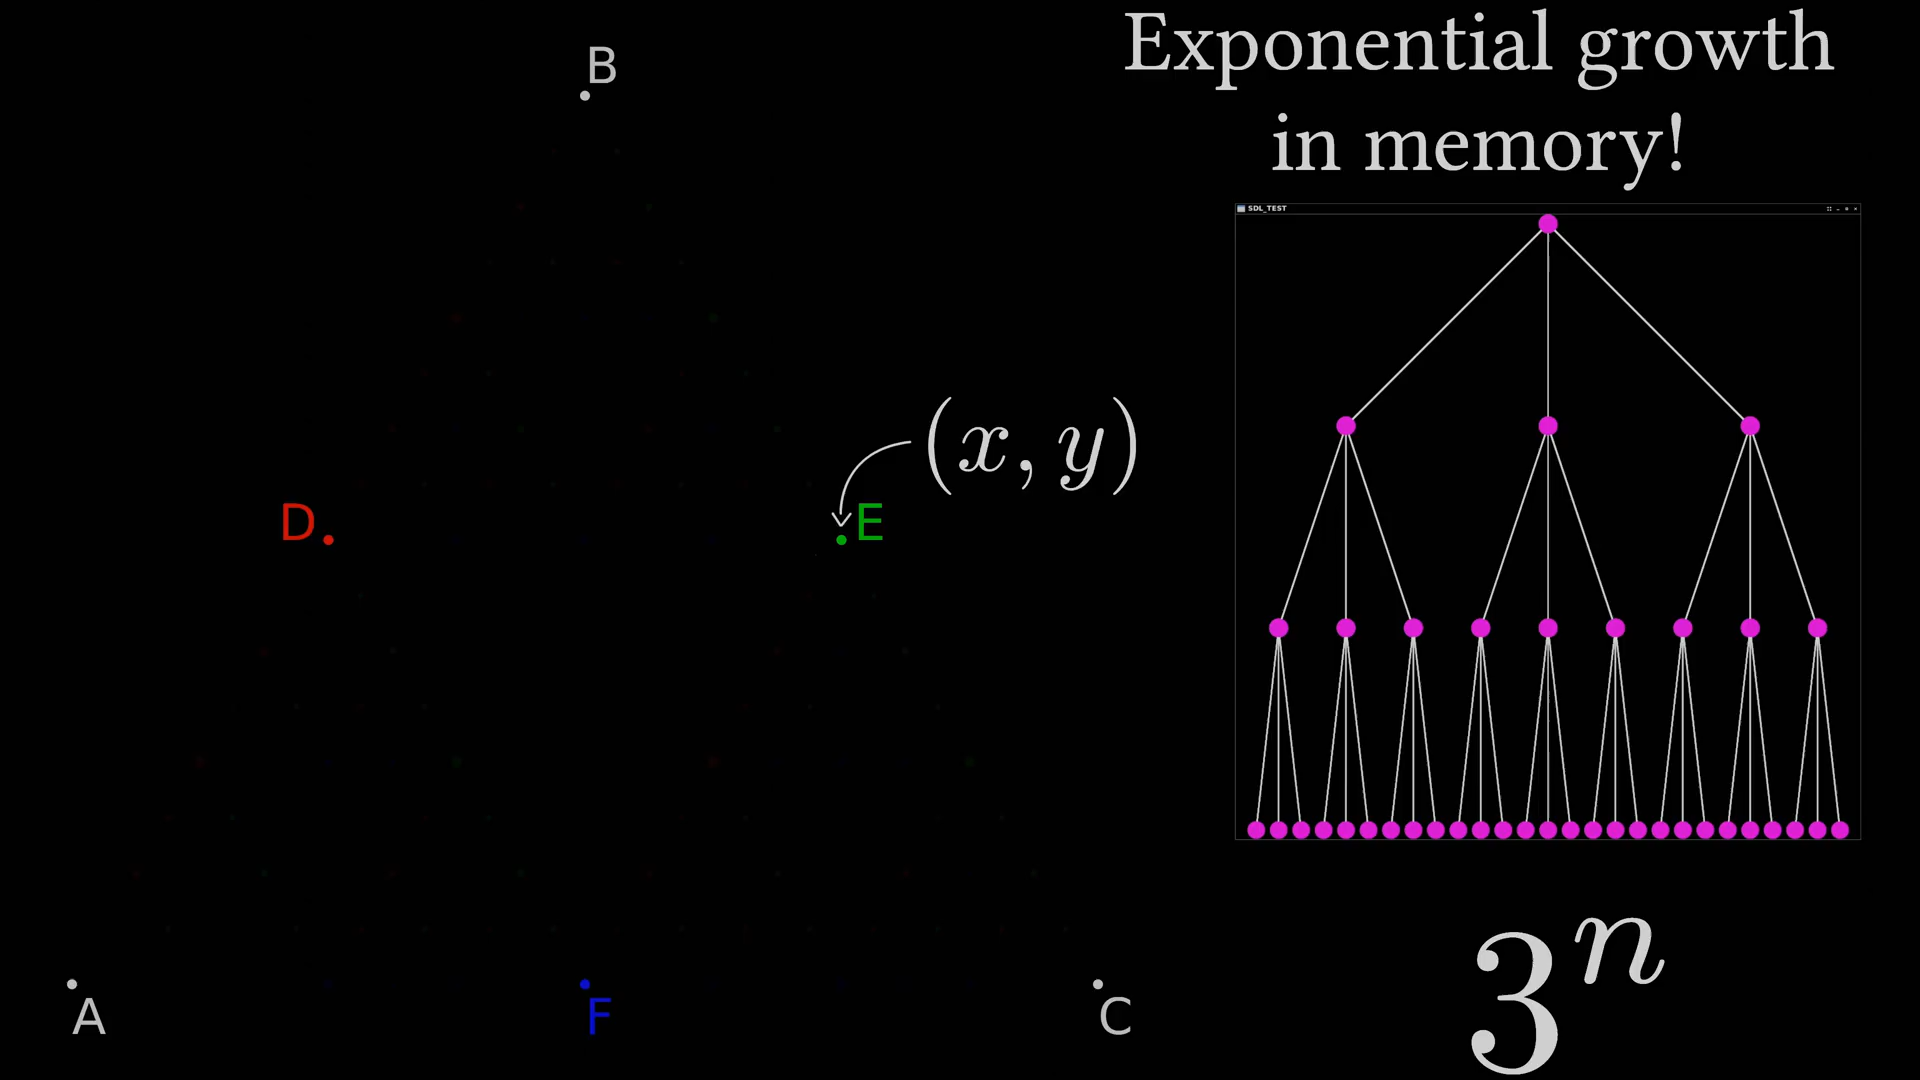 Exponential growth
in memory!
SDL_TEST
B
(x, y)
D
E
A
F
C
3^n